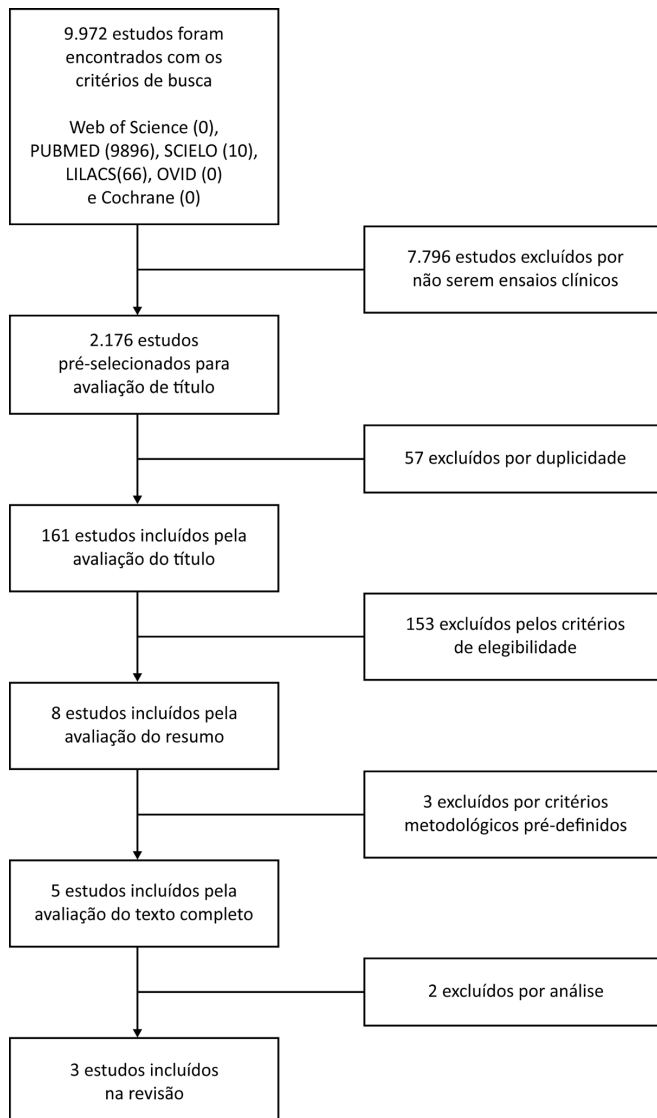 9.972 estudos foram
encontrados com os
critérios de busca
Web of Science (0),
PUBMED (9896), SCIELO (10),
LILACS(66), OVID (0)
e Cochrane (0)
7.796 estudos excluídos por
não serem ensaios clínicos
2.176 estudos
pré-selecionados para
avaliação de título
57 excluídos por duplicidade
161 estudos incluídos pela
avaliação do título
153 excluídos pelos critérios
de elegibilidade
8 estudos incluídos pela
avaliação do resumo
3 excluídos por critérios
metodológicos pré-definidos
5 estudos incluídos pela
avaliação do texto completo
2 excluídos por análise
3 estudos incluídos
na revisão